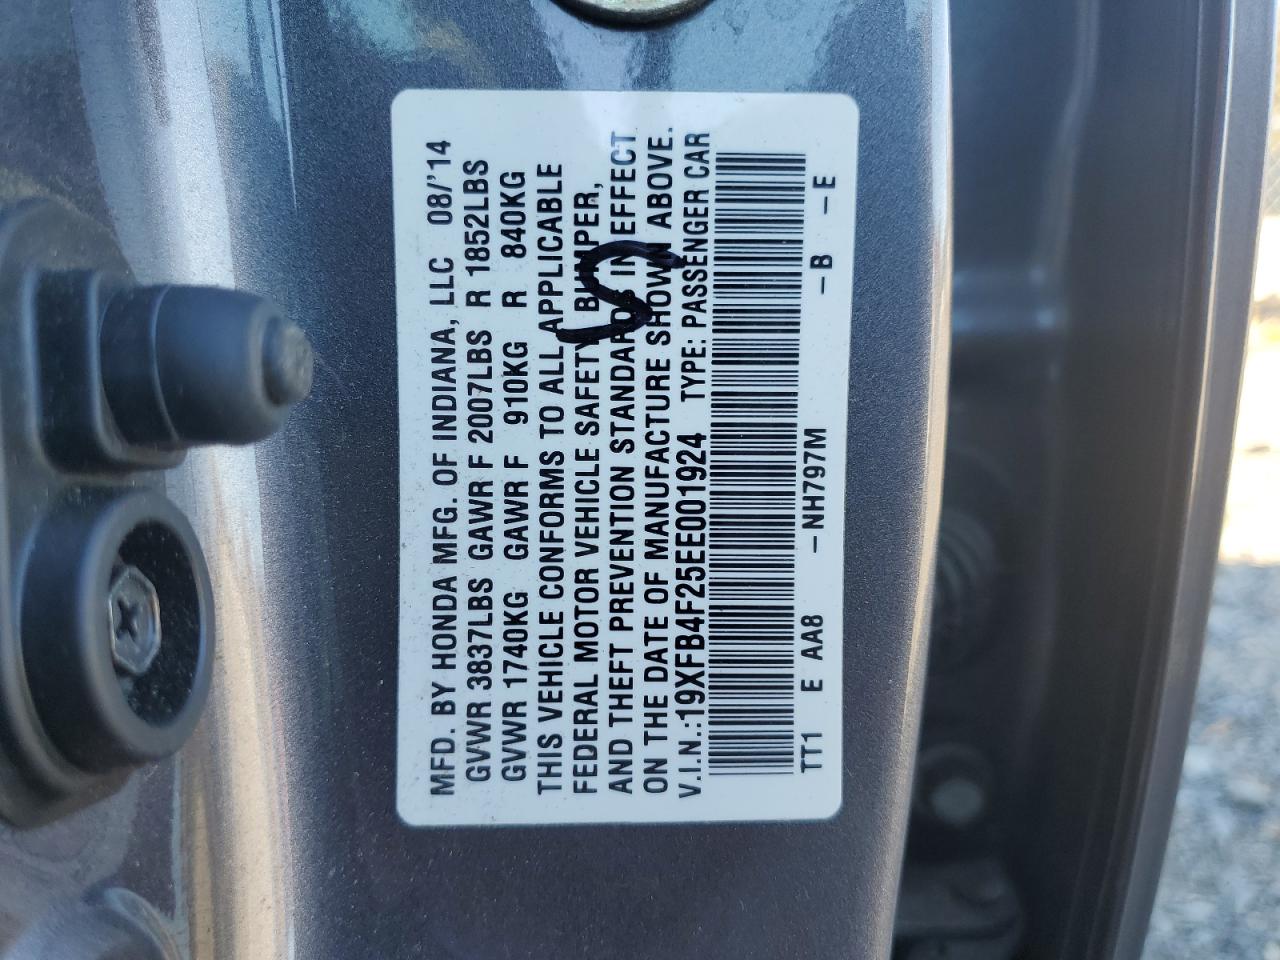 MFD. BY HONDA MFG. OF INDIANA, LLC 08/'14
GVWR 3837LBS GAWR F 2007LBS R 1852LBS
GVWR 1740KG GAWR F 910KG R 840KG
THIS VEHICLE CONFORMS TO ALL APPLICABLE
FEDERAL MOTOR VEHICLE SAFETY, BUMPER,
AND THEFT PREVENTION STANDARDS IN EFFECT
ON THE DATE OF MANUFACTURE SHOWN ABOVE.
V.I.N.:19XFB4F25EE001924 TYPE: PASSENGER CAR
TT1 E AA8 -NH797M -B -E